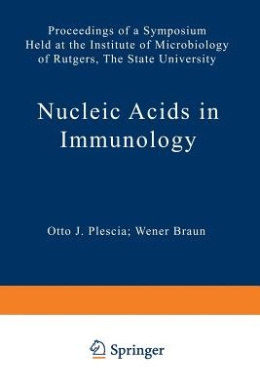 Proceedings of a Symposium
Held at the Institute of Microbiology
of Rutgers, The State University
Nucleic Acids in
Immunology
Otto J. Plescia; Wener Braun
Springer